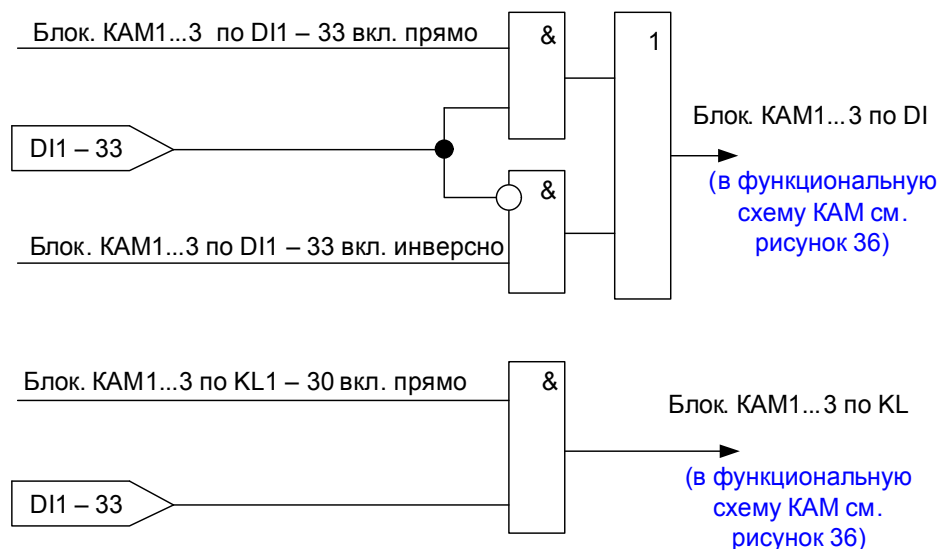 Блок. КАМ1...3 по DI1 – 33 вкл. прямо
&
1
Блок. КАМ1...3 по DI
DI1 – 33
(в функциональную
схему КАМ см.
рисунок 36)
&
Блок. КАМ1...3 по DI1 – 33 вкл. инверсно
Блок. КАМ1...3 по KL1 – 30 вкл. прямо
&
Блок. КАМ1...3 по KL
(в функциональную
схему КАМ см.
рисунок 36)
DI1 – 33